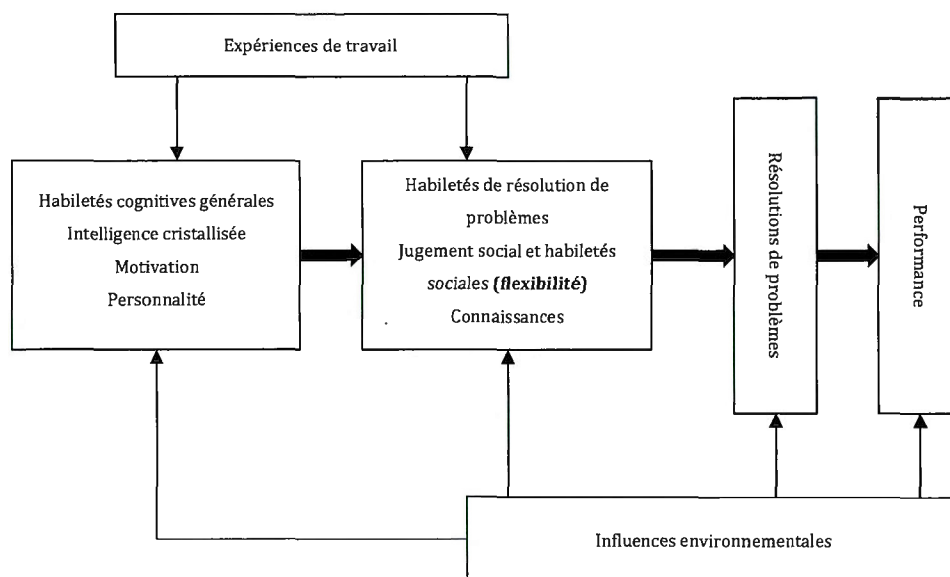 Expériences de travail
Habiletés cognitives générales
Intelligence cristallisée
Motivation
Personnalité
Habiletés de résolution de
problèmes
Jugement social et habiletés
sociales (flexibilité)
Connaissances
Résolutions de problèmes
Performance
Influences environnementales